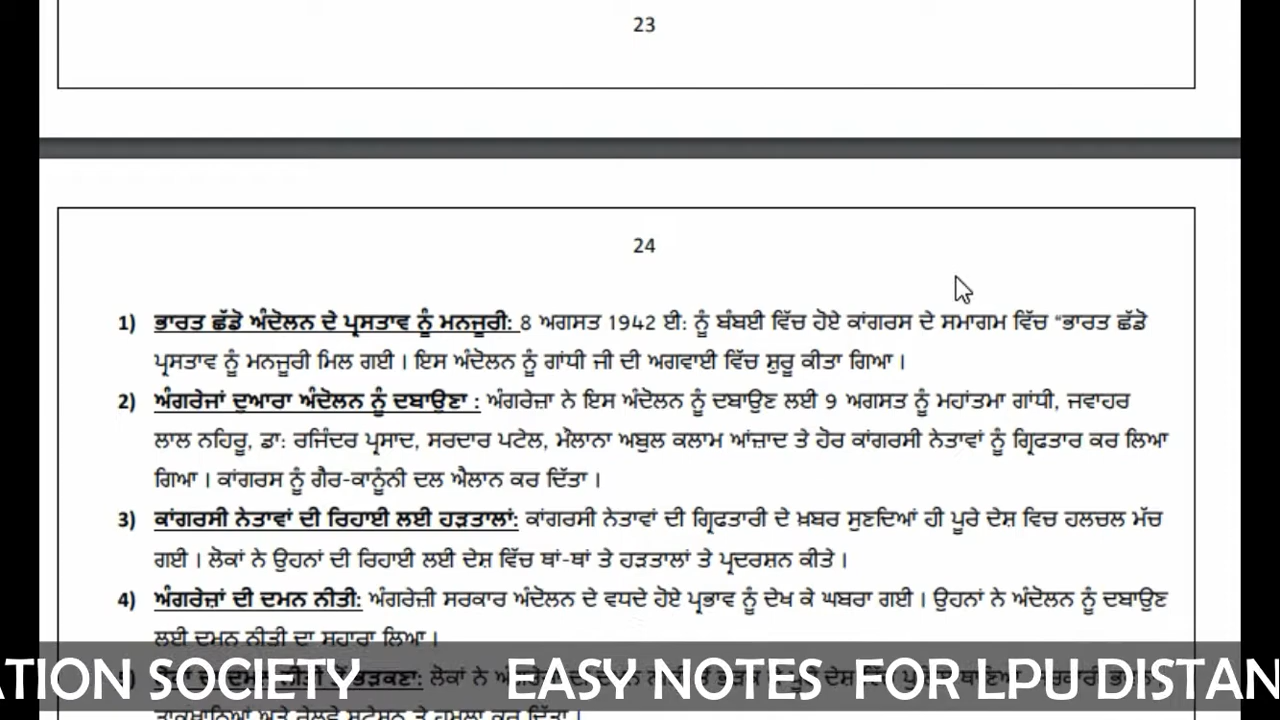 23
24
1) ਭਾਰਤ ਛੱਡੋ ਅੰਦੋਲਨ ਦੇ ਪ੍ਰਸਤਾਵ ਨੂੰ ਮਨਜੂਰੀ: 8 ਅਗਸਤ 1942 ਈ: ਨੂੰ ਬੰਬਈ ਵਿੱਚ ਹੋਏ ਕਾਂਗਰਸ ਦੇ ਸਮਾਗਮ ਵਿੱਚ “ਭਾਰਤ ਛੱਡੋ
ਪ੍ਰਸਤਾਵ ਨੂੰ ਮਨਜੂਰੀ ਮਿਲ ਗਈ। ਇਸ ਅੰਦੋਲਨ ਨੂੰ ਗਾਂਧੀ ਜੀ ਦੀ ਅਗਵਾਈ ਵਿੱਚ ਸ਼ੁਰੂ ਕੀਤਾ ਗਿਆ।
2) ਅੰਗਰੇਜਾਂ ਦੁਆਰਾ ਅੰਦੋਲਨ ਨੂੰ ਦਬਾਉਣਾ : ਅੰਗਰੇਜ਼ਾ ਨੇ ਇਸ ਅੰਦੋਲਨ ਨੂੰ ਦਬਾਉਣ ਲਈ 9 ਅਗਸਤ ਨੂੰ ਮਹਾਂਤਮਾ ਗਾਂਧੀ, ਜਵਾਹਰ
ਲਾਲ ਨਹਿਰੂ, ਡਾ: ਰਜਿੰਦਰ ਪ੍ਰਸਾਦ, ਸਰਦਾਰ ਪਟੇਲ, ਮੌਲਾਨਾ ਅਬੁਲ ਕਲਾਮ ਆਂਜ਼ਾਦ ਤੇ ਹੋਰ ਕਾਂਗਰਸੀ ਨੇਤਾਵਾਂ ਨੂੰ ਗ੍ਰਿਫਤਾਰ ਕਰ ਲਿਆ
ਗਿਆ। ਕਾਂਗਰਸ ਨੂੰ ਗੈਰ-ਕਾਨੂੰਨੀ ਦਲ ਐਲਾਨ ਕਰ ਦਿੱਤਾ।
3) ਕਾਂਗਰਸੀ ਨੇਤਾਵਾਂ ਦੀ ਰਿਹਾਈ ਲਈ ਹੜਤਾਲਾਂ: ਕਾਂਗਰਸੀ ਨੇਤਾਵਾਂ ਦੀ ਗ੍ਰਿਫਤਾਰੀ ਦੇ ਖ਼ਬਰ ਸੁਣਦਿਆਂ ਹੀ ਪੂਰੇ ਦੇਸ਼ ਵਿਚ ਹਲਚਲ ਮੱਚ
ਗਈ। ਲੋਕਾਂ ਨੇ ਉਹਨਾਂ ਦੀ ਰਿਹਾਈ ਲਈ ਦੇਸ਼ ਵਿੱਚ ਥਾਂ-ਥਾਂ ਤੇ ਹੜਤਾਲਾਂ ਤੇ ਪ੍ਰਦਰਸ਼ਨ ਕੀਤੇ।
4) ਅੰਗਰੇਜ਼ਾਂ ਦੀ ਦਮਨ ਨੀਤੀ: ਅੰਗਰੇਜ਼ੀ ਸਰਕਾਰ ਅੰਦੋਲਨ ਦੇ ਵਧਦੇ ਹੋਏ ਪ੍ਰਭਾਵ ਨੂੰ ਦੇਖ ਕੇ ਘਬਰਾ ਗਈ। ਉਹਨਾਂ ਨੇ ਅੰਦੋਲਨ ਨੂੰ ਦਬਾਉਣ
ਲਈ ਦਮਨ ਨੀਤੀ ਦਾ ਸਹਾਰਾ ਲਿਆ।
ਲੋਕਾਂ ਨੇ
ATION SOCIETY EASY NOTES FOR LPU DISTAN